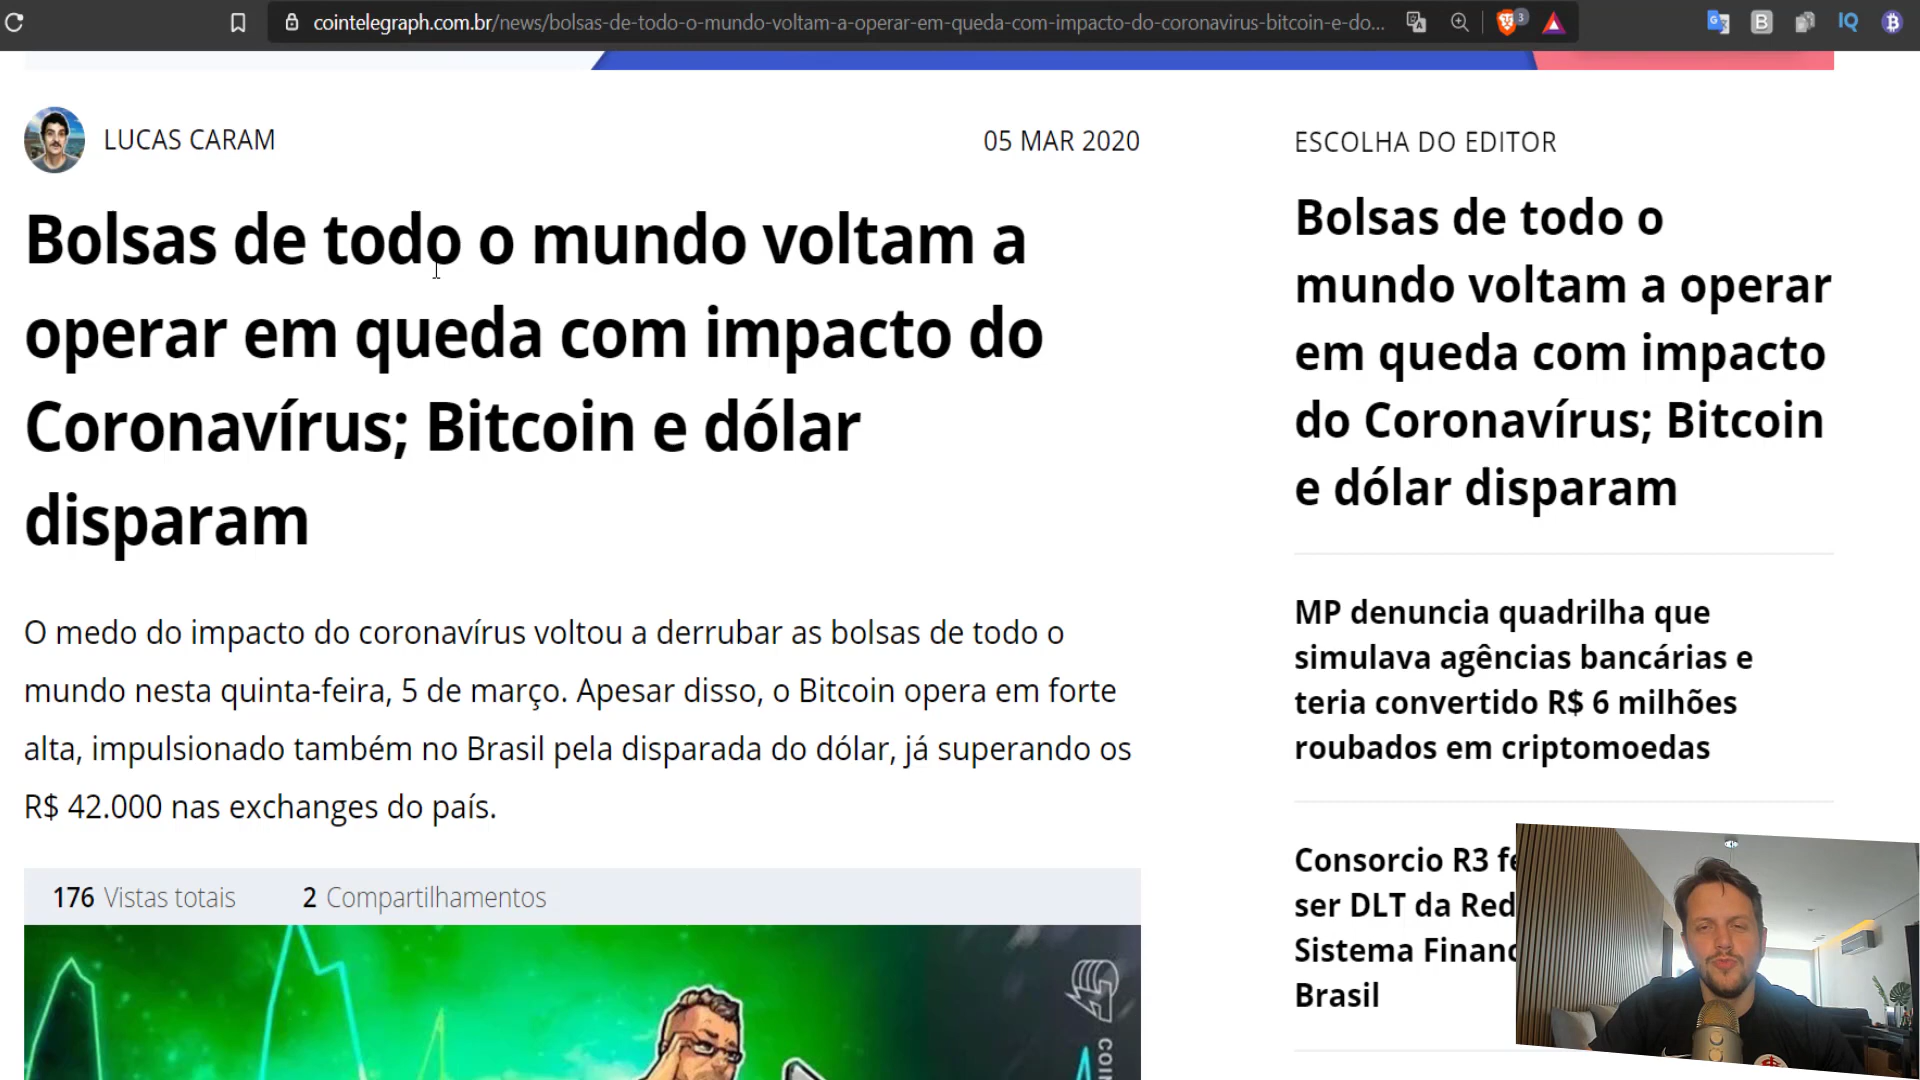 cointelegraph.com.br/news/bolsas-de-todo-o-mundo-voltam-a-operar-em-queda-com-impacto-do-coronavirus-bitcoin-e-do...
3
B
IQ
LUCAS CARAM
05 MAR 2020
Bolsas de todo o mundo voltam a
operar em queda com impacto do
Coronavírus; Bitcoin e dólar
disparam
O medo do impacto do coronavírus voltou a derrubar as bolsas de todo o
mundo nesta quinta-feira, 5 de março. Apesar disso, o Bitcoin opera em forte
alta, impulsionado também no Brasil pela disparada do dólar, já superando os
R$ 42.000 nas exchanges do país.
176 Vistas totais
2 Compartilhamentos
COI
ESCOLHA DO EDITOR
Bolsas de todo o
mundo voltam a operar
em queda com impacto
do Coronavírus; Bitcoin
e dólar disparam
MP denuncia quadrilha que
simulava agências bancárias e
teria convertido R$ 6 milhões
roubados em criptomoedas
Consorcio R3 fe
ser DLT da Red
Sistema Financ
Brasil